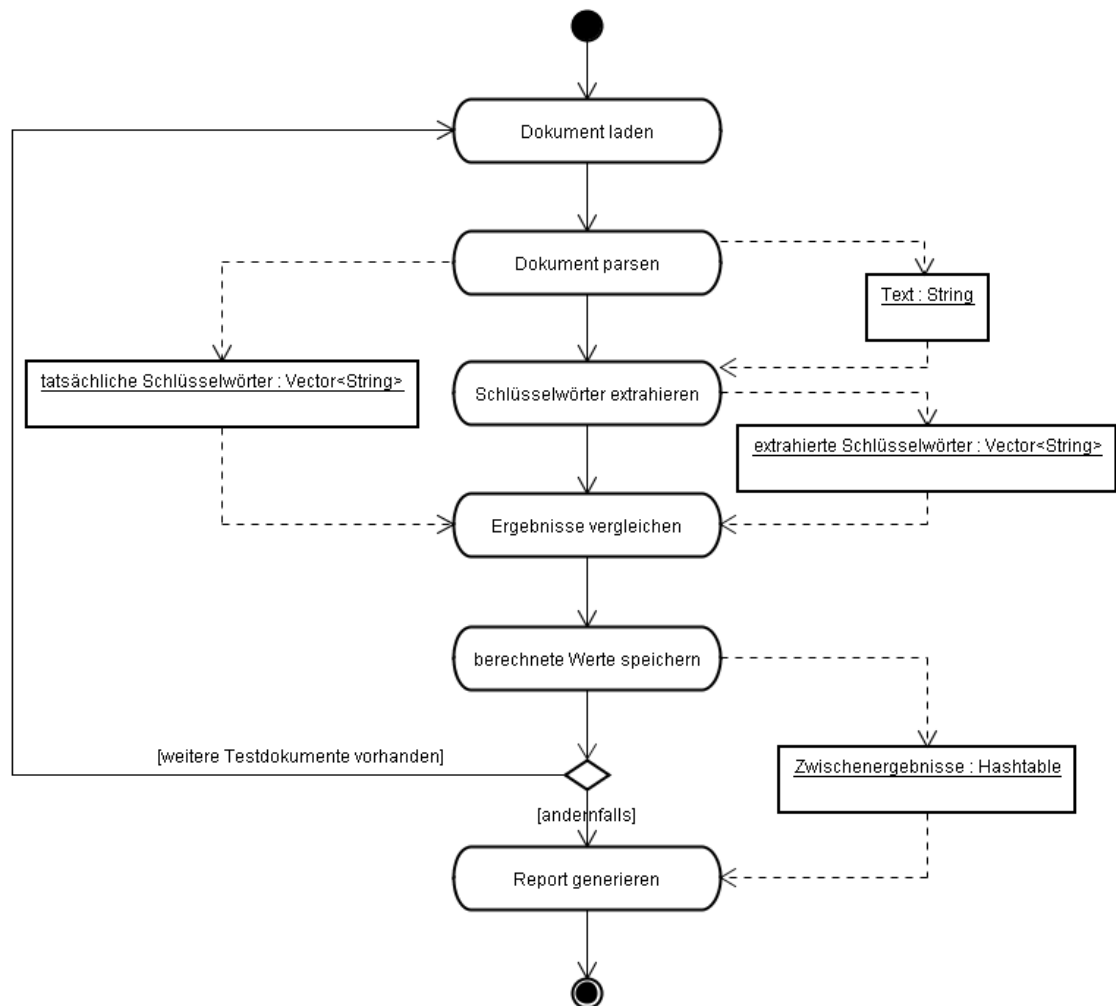 Dokument laden
Dokument parsen
Text : String
tatsächliche Schlüsselwörter : Vector<String>
Schlüsselwörter extrahieren
extrahierte Schlüsselwörter : Vector<String>
Ergebnisse vergleichen
berechnete Werte speichern
[weitere Testdokumente vorhanden]
Zwischenergebnisse : Hashtable
[andernfalls]
Report generieren